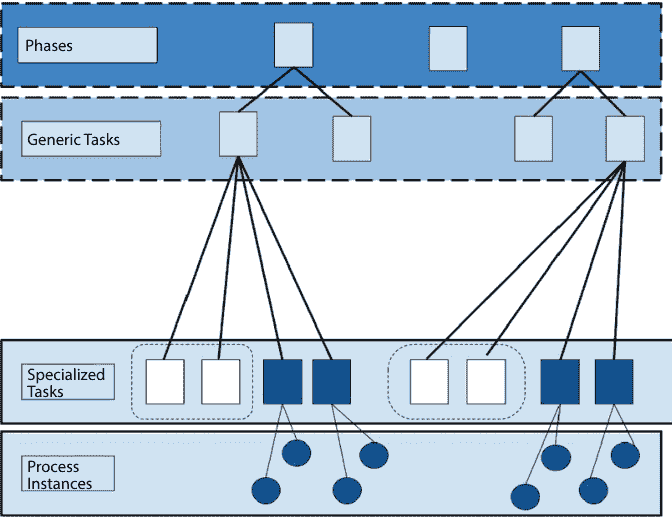 Phases
Generic Tasks
Specialized
Tasks
Process
Instances